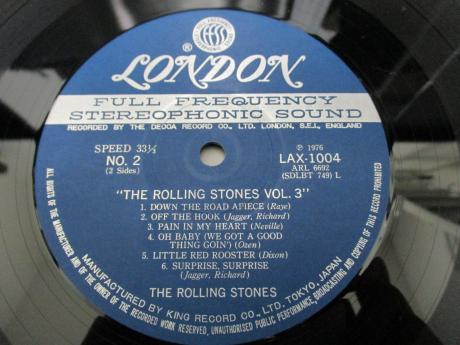 ®
LONDON
FULL FREQUENCY
STEREOPHONIC SOUND
RECORDED BY THE DECCA RECORD CO., LTD. LONDON, S.E.I., ENGLAND
SPEED 33⅓
NO. 2
(2 Sides)
Ⓟ 1976
LAX-1004
ARL 6692
(SDLBT 749) L
"THE ROLLING STONES VOL. 3"
1. DOWN THE ROAD APIECE (Raye)
2. OFF THE HOOK (Jagger, Richard)
3. PAIN IN MY HEART (Neville)
4. OH BABY (WE GOT A GOOD
THING GOIN') (Ozen)
5. LITTLE RED ROOSTER (Dixon)
6. SURPRISE, SURPRISE
(Jagger, Richard)
THE ROLLING STONES
MANUFACTURED BY KING RECORD CO., LTD. TOKYO, JAPAN
ALL RIGHTS OF THE MANUFACTURER AND OF THE OWNER OF THE RECORDED WORK RESERVED, UNAUTHORISED PUBLIC PERFORMANCE, BROADCASTING AND COPYING OF THIS RECORD PROHIBITED